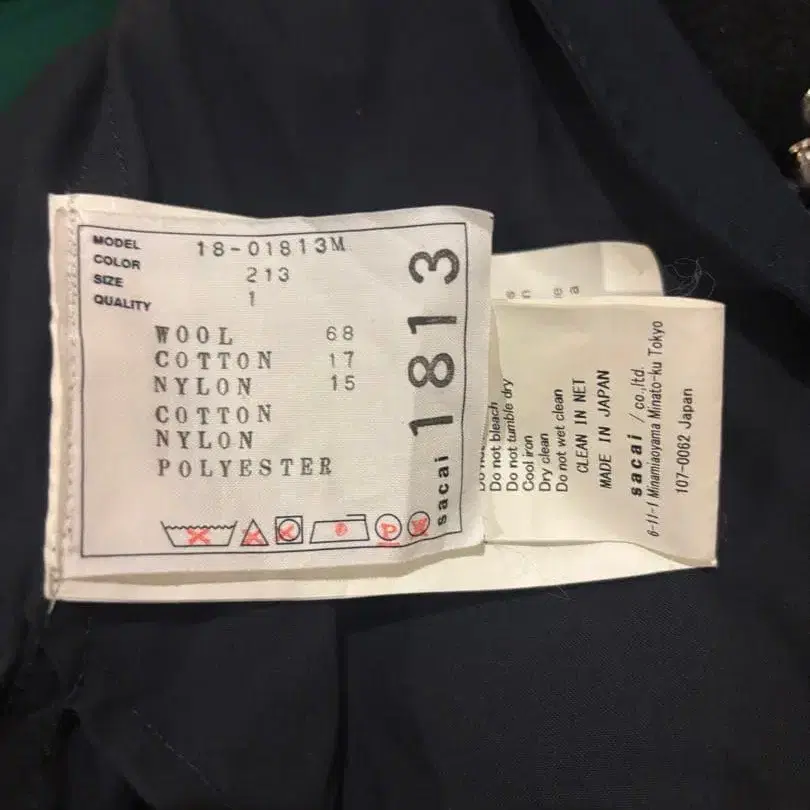 MODEL 18-01813M
COLOR 213
SIZE 1
QUALITY
WOOL 68
COTTON 17
NYLON 15
COTTON
NYLON
POLYESTER
P
sacai 1813
Do not bleach
Do not tumble dry
Cool iron
Dry clean
Do not wet clean
CLEAN IN NET
MADE IN JAPAN
sacai / co.,ltd.
6-11-1 Minamiaoyama Minato-ku Tokyo
107-0062 Japan